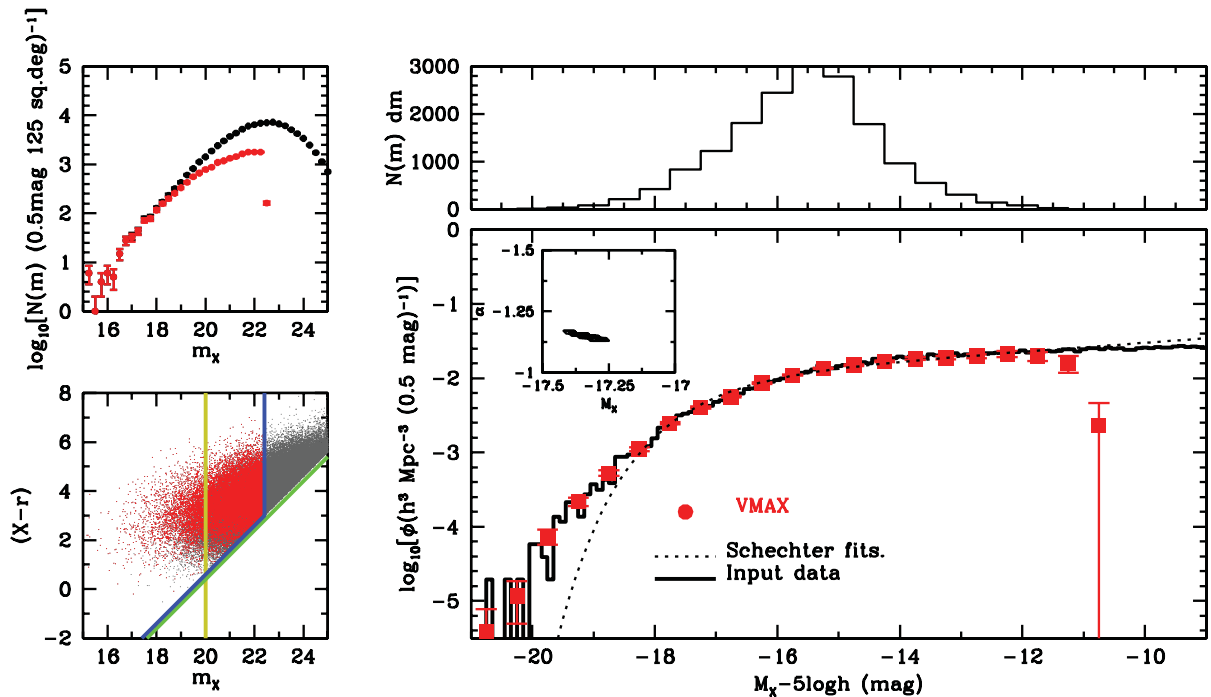 log₁₀[N(m) (0.5mag 125 sq.deg)⁻¹]
5
4
3
2
1
0
16 18 20 22 24
mₓ
(X-r)
8
6
4
2
0
-2
16 18 20 22 24
mₓ
N(m) dm
3000
2000
1000
0
log₁₀[ϕ(h³ Mpc⁻³ (0.5 mag)⁻¹)]
0
-1
-2
-3
-4
-5
α
-1.5
-1.25
-1
-17.5 -17.25 -17
Mₓ
VMAX
Schechter fits.
Input data
-20 -18 -16 -14 -12 -10
Mₓ-5logh (mag)